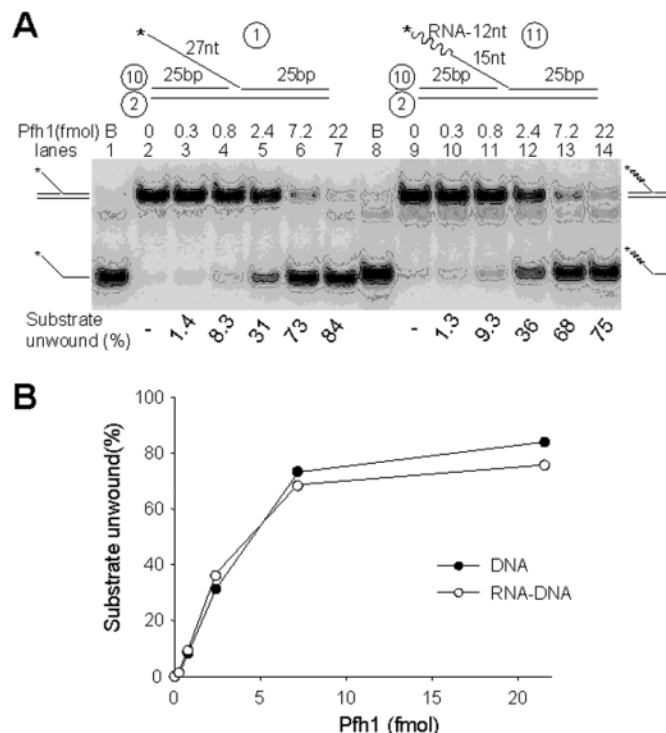 A
* 27nt 1 * RNA-12nt 11
15nt
10 25bp 25bp 10 25bp 25bp
2 2
Pfh1(fmol) B 0 0.3 0.8 2.4 7.2 22 B 0 0.3 0.8 2.4 7.2 22
lanes 1 2 3 4 5 6 7 8 9 10 11 12 13 14
* *
* *
Substrate
unwound (%) - 1.4 8.3 31 73 84 - 1.3 9.3 36 68 75
B
Substrate unwound(%)
100
80
60
40
20
0
DNA
RNA-DNA
0 5 10 15 20
Pfh1 (fmol)